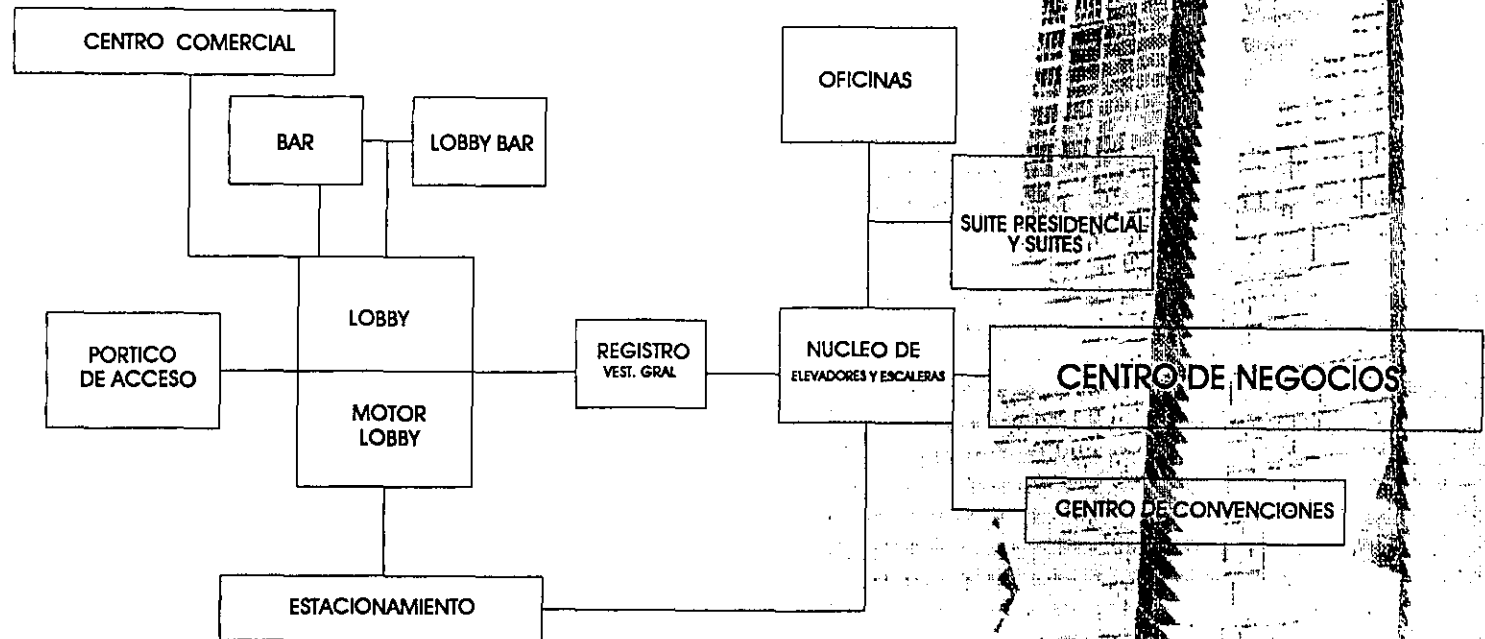 CENTRO COMERCIAL
OFICINAS
BAR
LOBBY BAR
SUITE PRESIDENCIAL
Y SUITES
LOBBY
PORTICO
DE ACCESO
REGISTRO
VEST. GRAL
NUCLEO DE
ELEVADORES Y ESCALERAS
CENTRO DE NEGOCIOS
MOTOR
LOBBY
CENTRO DE CONVENCIONES
ESTACIONAMIENTO